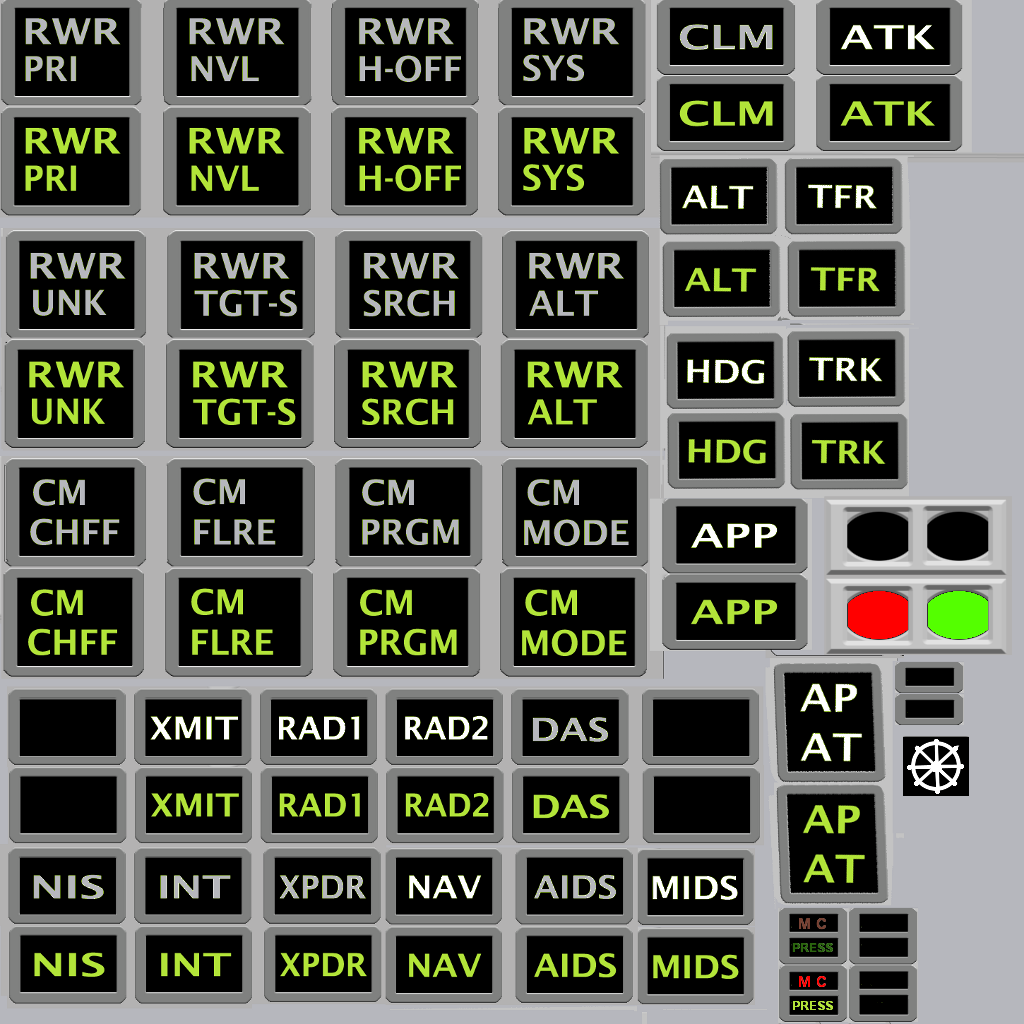 RWR PRI
RWR NVL
RWR H-OFF
RWR SYS
CLM
ATK
RWR PRI
RWR NVL
RWR H-OFF
RWR SYS
CLM
ATK
ALT
TFR
RWR UNK
RWR TGT-S
RWR SRCH
RWR ALT
ALT
TFR
RWR UNK
RWR TGT-S
RWR SRCH
RWR ALT
HDG
TRK
HDG
TRK
CM CHFF
CM FLRE
CM PRGM
CM MODE
APP
CM CHFF
CM FLRE
CM PRGM
CM MODE
APP
XMIT
RAD1
RAD2
DAS
AP
AT
XMIT
RAD1
RAD2
DAS
AP
AT
NIS
INT
XPDR
NAV
AIDS
MIDS
M C
PRESS
NIS
INT
XPDR
NAV
AIDS
MIDS
M C
PRESS